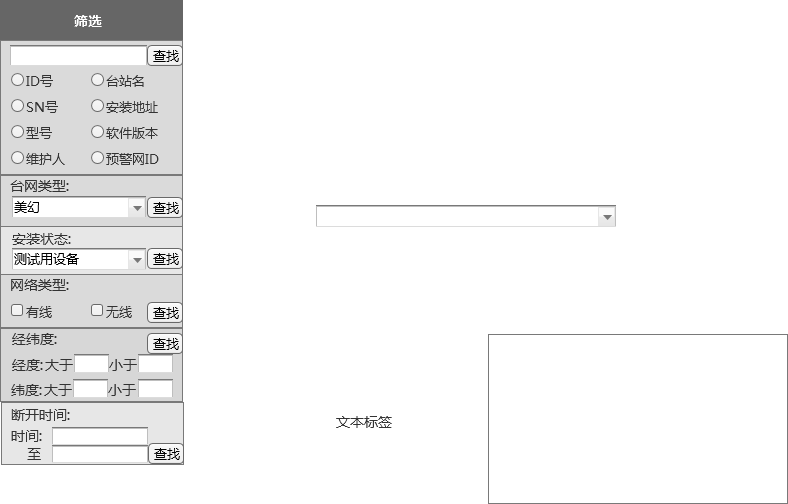 筛选
查找
ID号 台站名
SN号 安装地址
型号 软件版本
维护人 预警网ID
台网类型:
美幻 查找
安装状态:
测试用设备 查找
网络类型:
有线 无线 查找
经纬度: 查找
经度:大于 小于
纬度:大于 小于
断开时间:
时间:
至 查找
文本标签